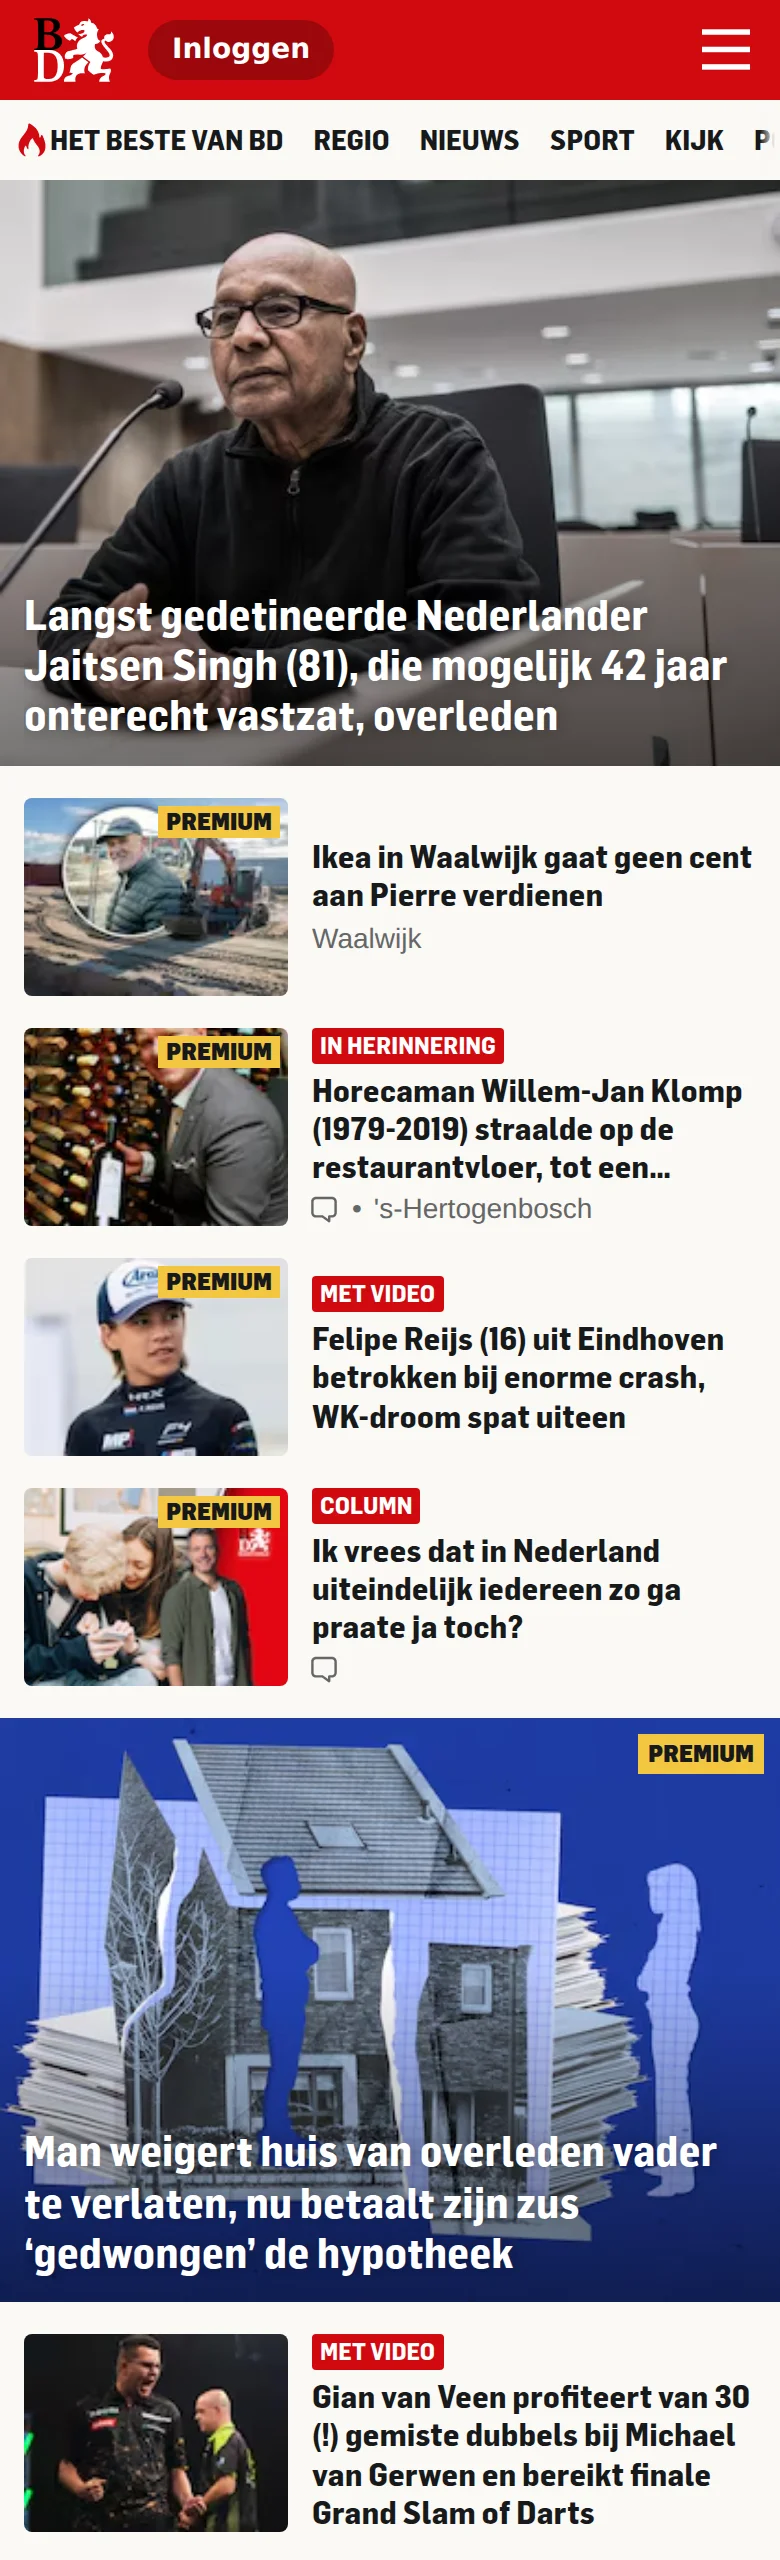 BD
Inloggen
HET BESTE VAN BD REGIO NIEUWS SPORT KIJK
Langst gedetineerde Nederlander
Jaitsen Singh (81), die mogelijk 42 jaar
onterecht vastzat, overleden
PREMIUM
Ikea in Waalwijk gaat geen cent
aan Pierre verdienen
Waalwijk
PREMIUM
IN HERINNERING
Horecaman Willem-Jan Klomp
(1979-2019) straalde op de
restaurantvloer, tot een...
• 's-Hertogenbosch
PREMIUM
MET VIDEO
Felipe Reijs (16) uit Eindhoven
betrokken bij enorme crash,
WK-droom spat uiteen
MP
PREMIUM
COLUMN
Ik vrees dat in Nederland
uiteindelijk iedereen zo ga
praate ja toch?
PREMIUM
Man weigert huis van overleden vader
te verlaten, nu betaalt zijn zus
‘gedwongen’ de hypotheek
MET VIDEO
Gian van Veen profiteert van 30
(!) gemiste dubbels bij Michael
van Gerwen en bereikt finale
Grand Slam of Darts